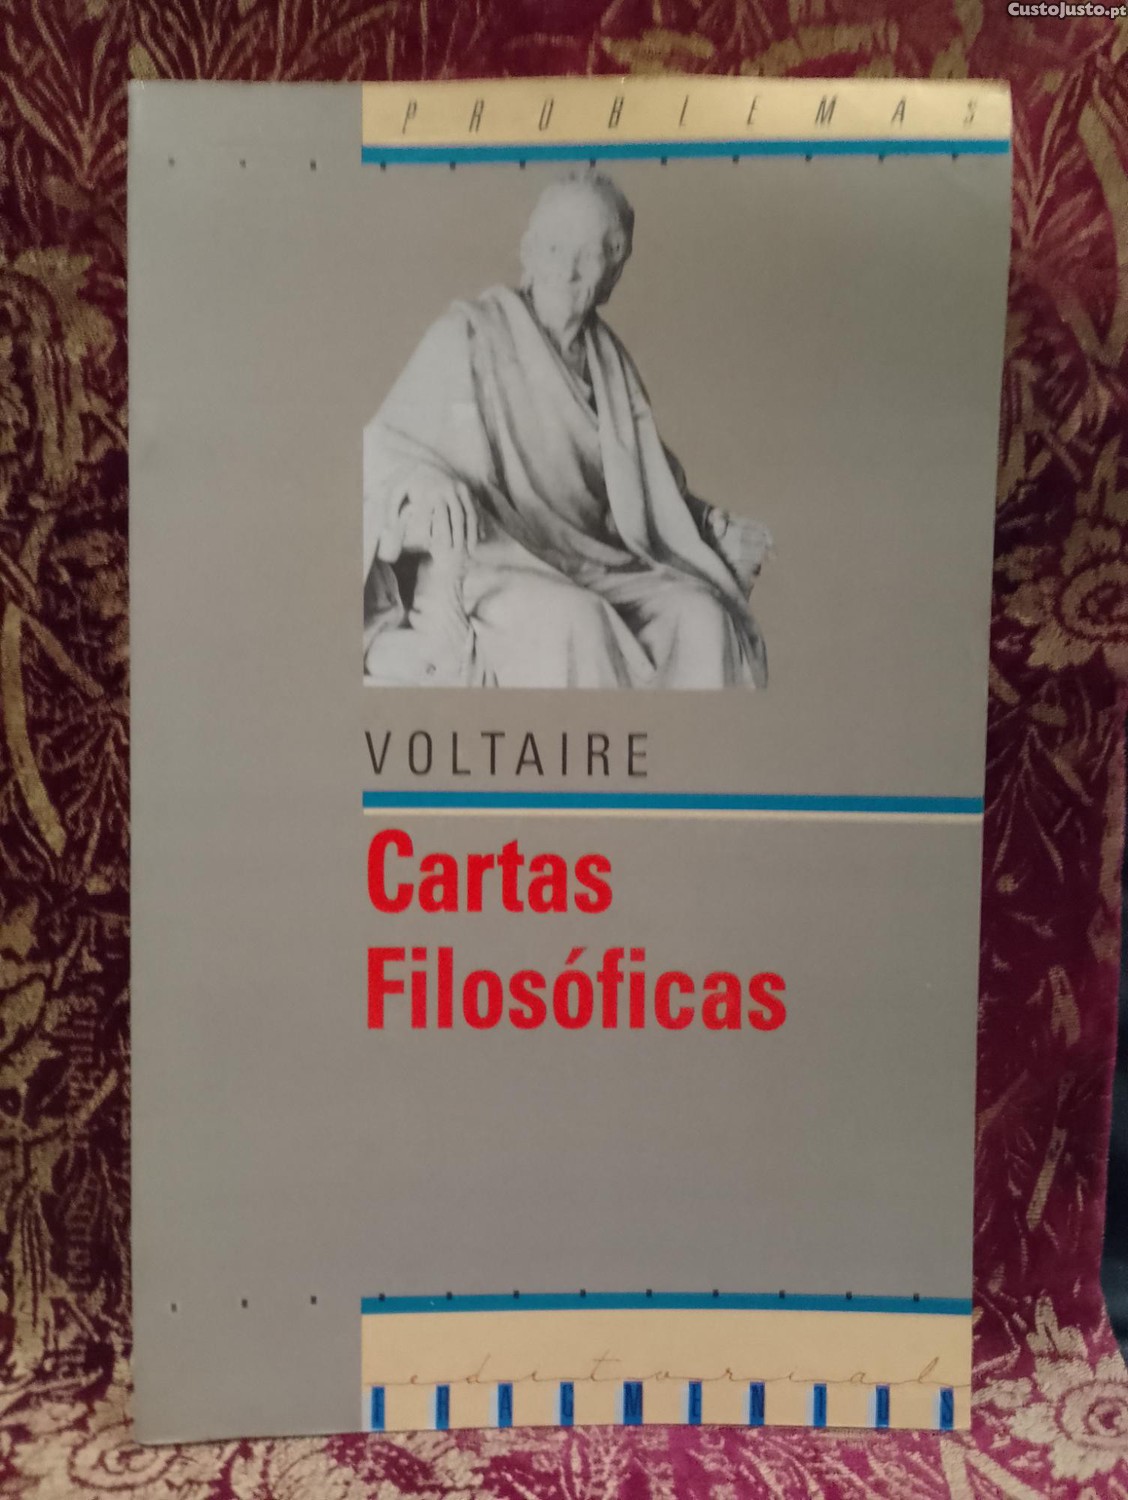 CustoJusto.pt
PROBLEMAS
VOLTAIRE
Cartas
Filosóficas
editorial
FRAGMENTOS